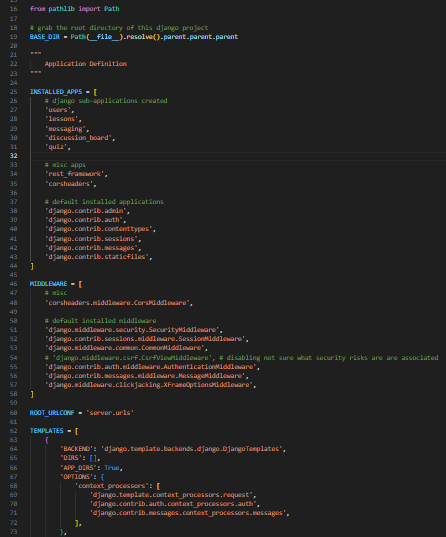 16 from pathlib import Path
17
18 # grab the root directory of this django project
19 BASE_DIR = Path(__file__).resolve().parent.parent.parent
20
21 """
22     Application Definition
23 """
24
25 INSTALLED_APPS = [
26     # django sub-applications created
27     'users',
28     'lessons',
29     'messaging',
30     'discussion_board',
31     'quiz',
32
33     # misc apps
34     'rest_framework',
35     'corsheaders',
36
37     # default installed applications
38     'django.contrib.admin',
39     'django.contrib.auth',
40     'django.contrib.contenttypes',
41     'django.contrib.sessions',
42     'django.contrib.messages',
43     'django.contrib.staticfiles',
44 ]
45
46 MIDDLEWARE = [
47     # misc
48     'corsheaders.middleware.CorsMiddleware',
49
50     # default installed middleware
51     'django.middleware.security.SecurityMiddleware',
52     'django.contrib.sessions.middleware.SessionMiddleware',
53     'django.middleware.common.CommonMiddleware',
54     # 'django.middleware.csrf.CsrfViewMiddleware', # disabling not sure what security risks are are associated
55     'django.contrib.auth.middleware.AuthenticationMiddleware',
56     'django.contrib.messages.middleware.MessageMiddleware',
57     'django.middleware.clickjacking.XFrameOptionsMiddleware',
58 ]
59
60 ROOT_URLCONF = 'server.urls'
61
62 TEMPLATES = [
63     {
64         'BACKEND': 'django.template.backends.django.DjangoTemplates',
65         'DIRS': [],
66         'APP_DIRS': True,
67         'OPTIONS': {
68             'context_processors': [
69                 'django.template.context_processors.request',
70                 'django.contrib.auth.context_processors.auth',
71                 'django.contrib.messages.context_processors.messages',
72             ],
73         },